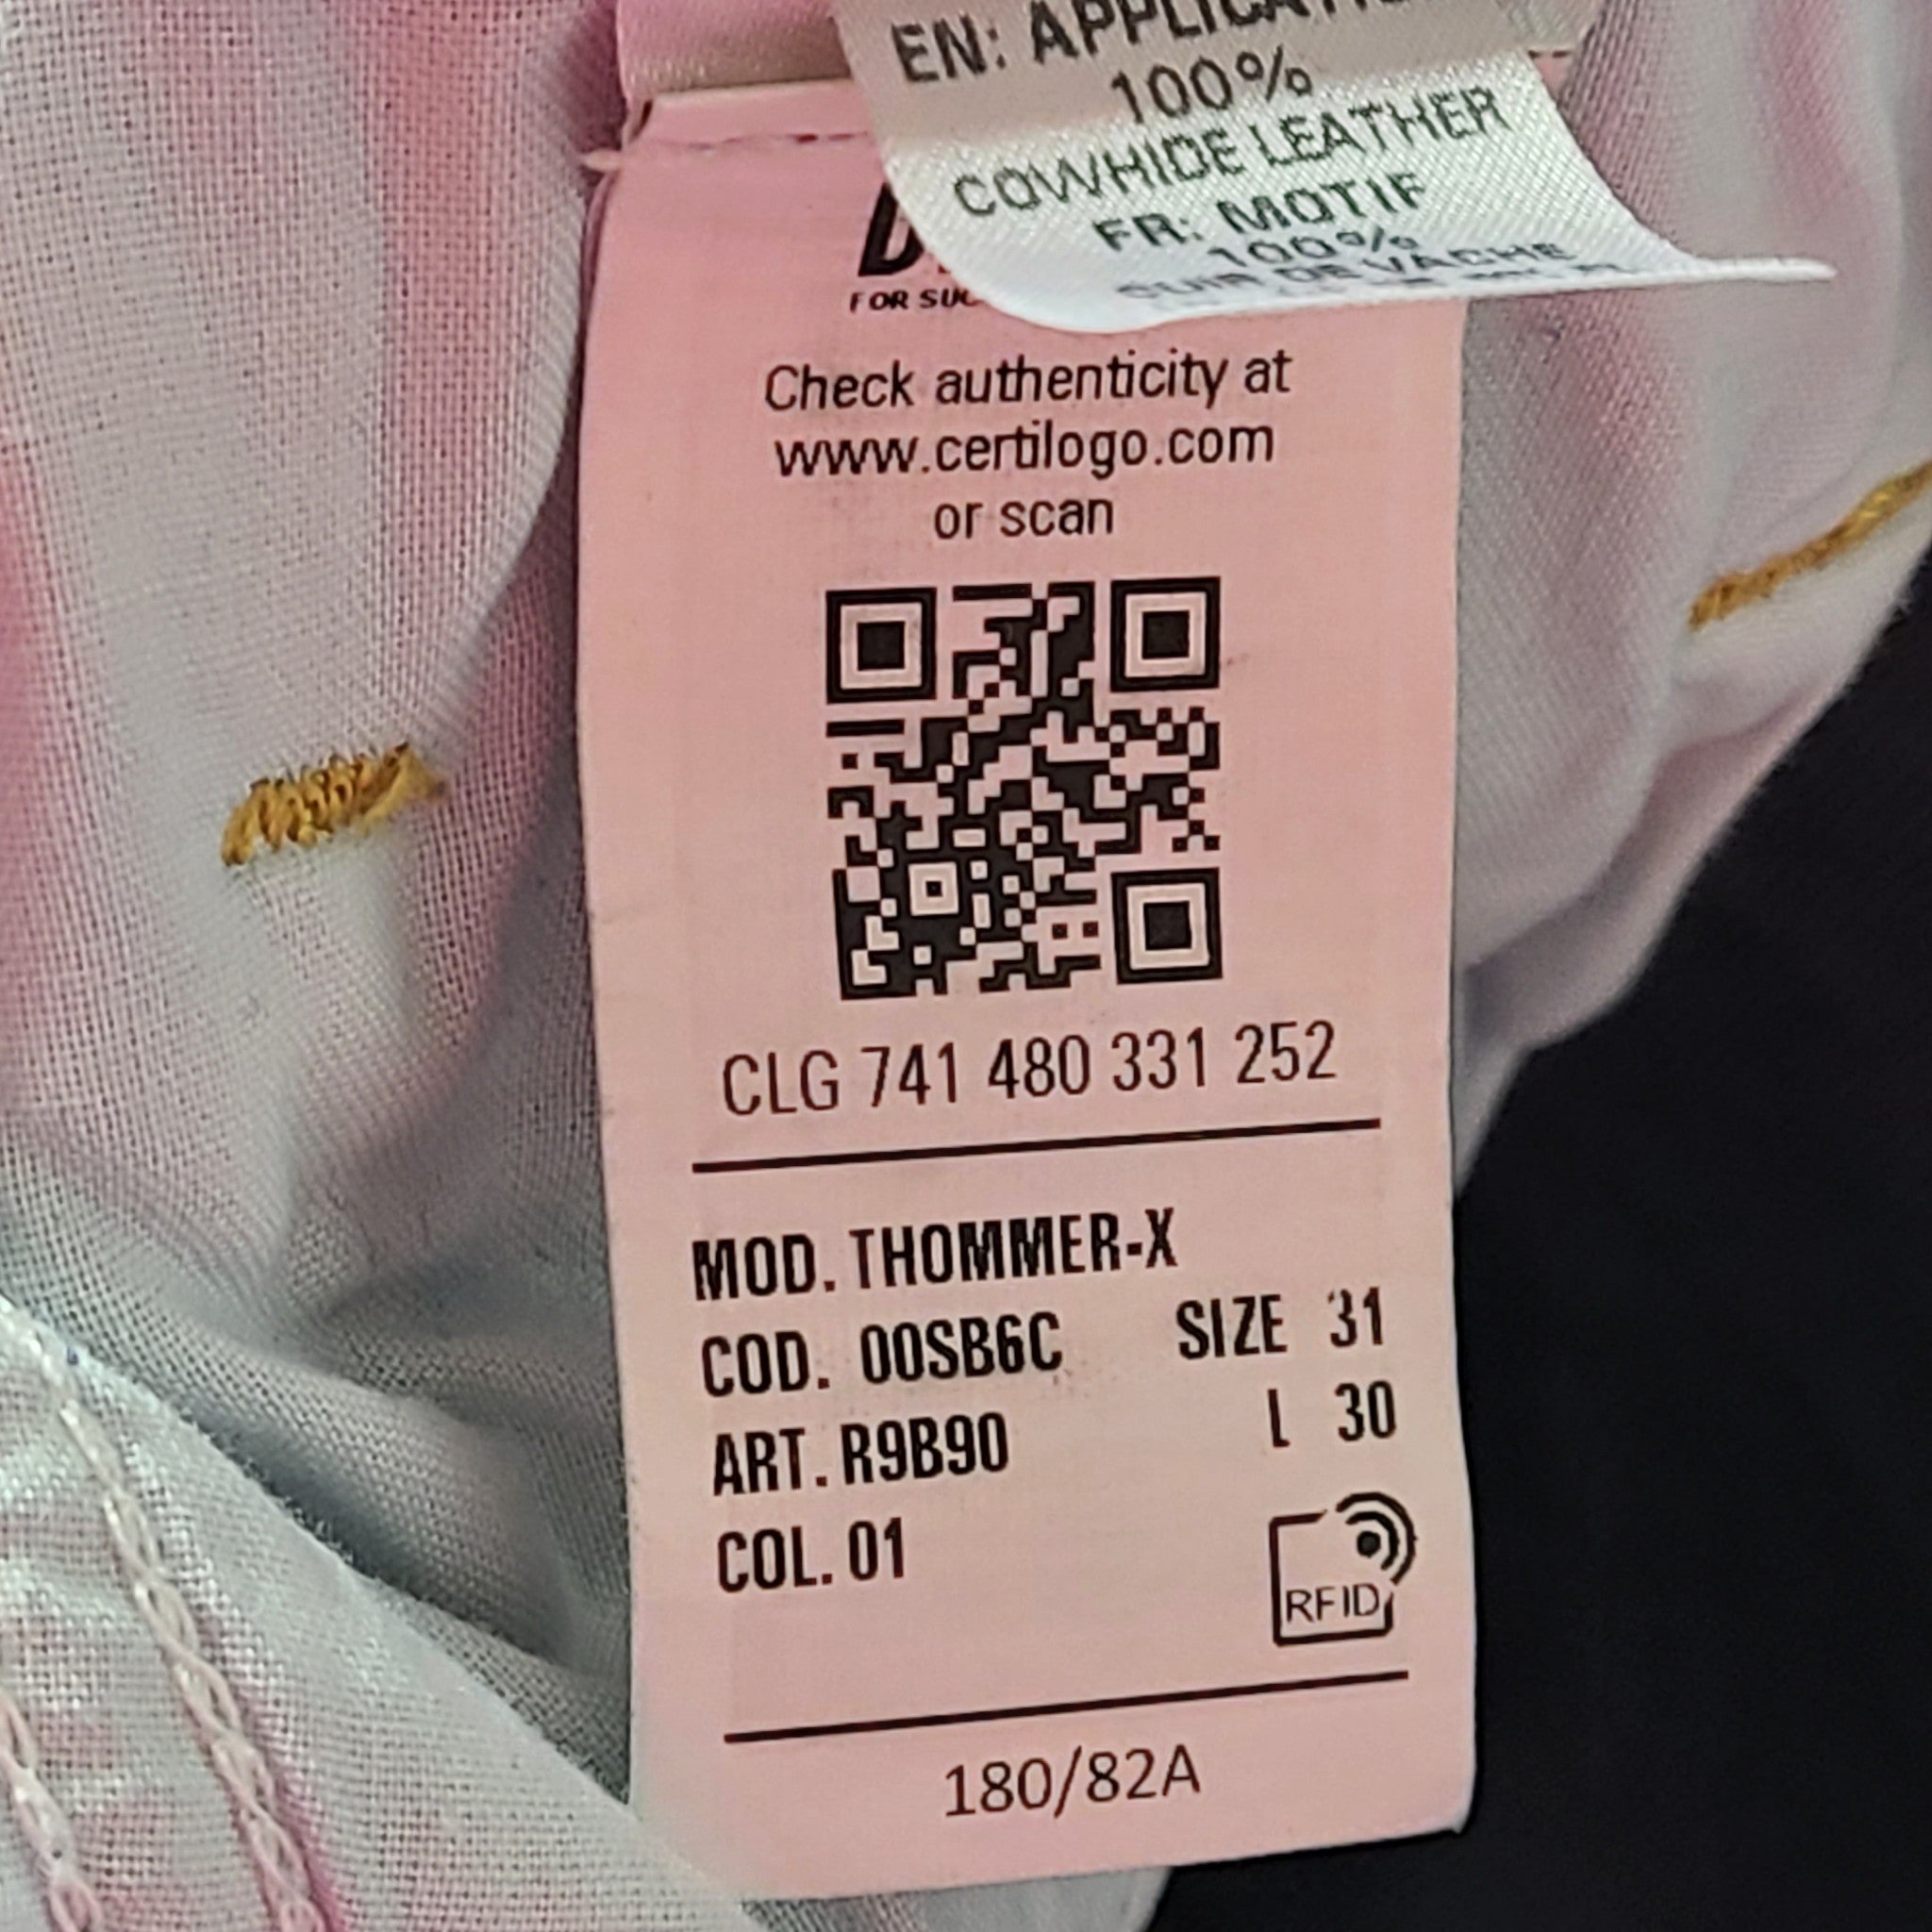 EN:
100%
COWHIDE LEATHER
FR: MOTIF
100%
CUIR DE VACHE
FOR
Check authenticity at
www.certilogo.com
or scan
CLG 741 480 331 252
MOD. THOMMER-X
COD. 00SB6C SIZE 31
ART. R9B90 L 30
COL. 01
RFID
180/82A